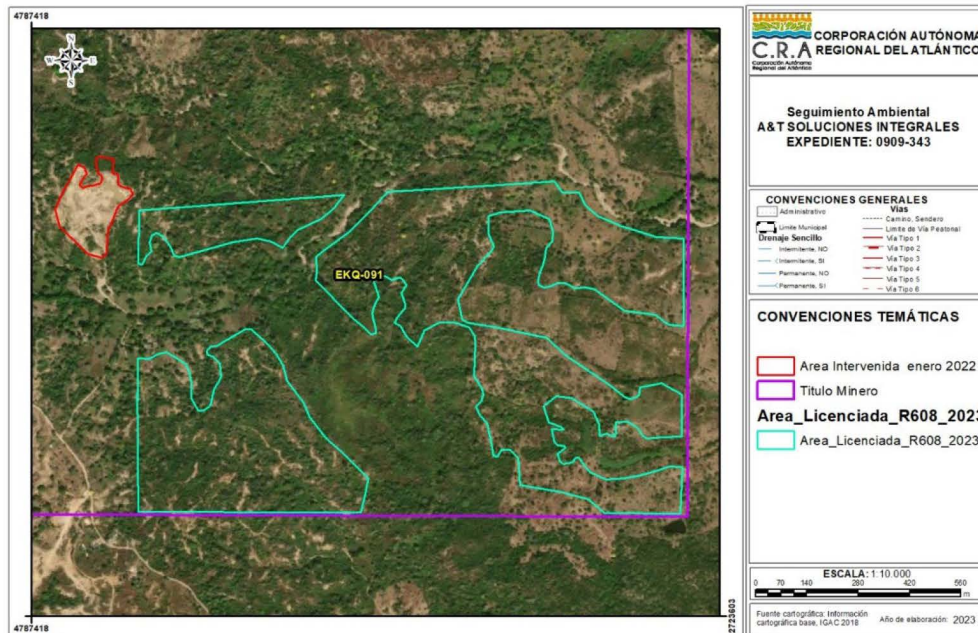 4787418
N
W E
S
EKQ-091
4787418
2723603
C.R.A
Corporación Autónoma
Regional del Atlántico
CORPORACIÓN AUTÓNOMA
REGIONAL DEL ATLÁNTICO
Seguimiento Ambiental
A&T SOLUCIONES INTEGRALES
EXPEDIENTE: 0909-343
CONVENCIONES GENERALES
Administrativo
Limite Municipal
Drenaje Sencillo
Intermitente, NO
Intermitente, SI
Permanente, NO
Permanente, SI
Vias
Camino, Sendero
Limite de Vía Peatonal
Vía Tipo 1
Vía Tipo 2
Vía Tipo 3
Vía Tipo 4
Vía Tipo 5
Vía Tipo 6
CONVENCIONES TEMÁTICAS
Area Intervenida enero 2022
Titulo Minero
Area_Licenciada_R608_2023
Area_Licenciada_R608_2023
ESCALA: 1:10.000
0 70 140 280 420 560
m
Fuente cartográfica: Información
cartográfica base, IGAC 2018
Año de elaboración: 2023